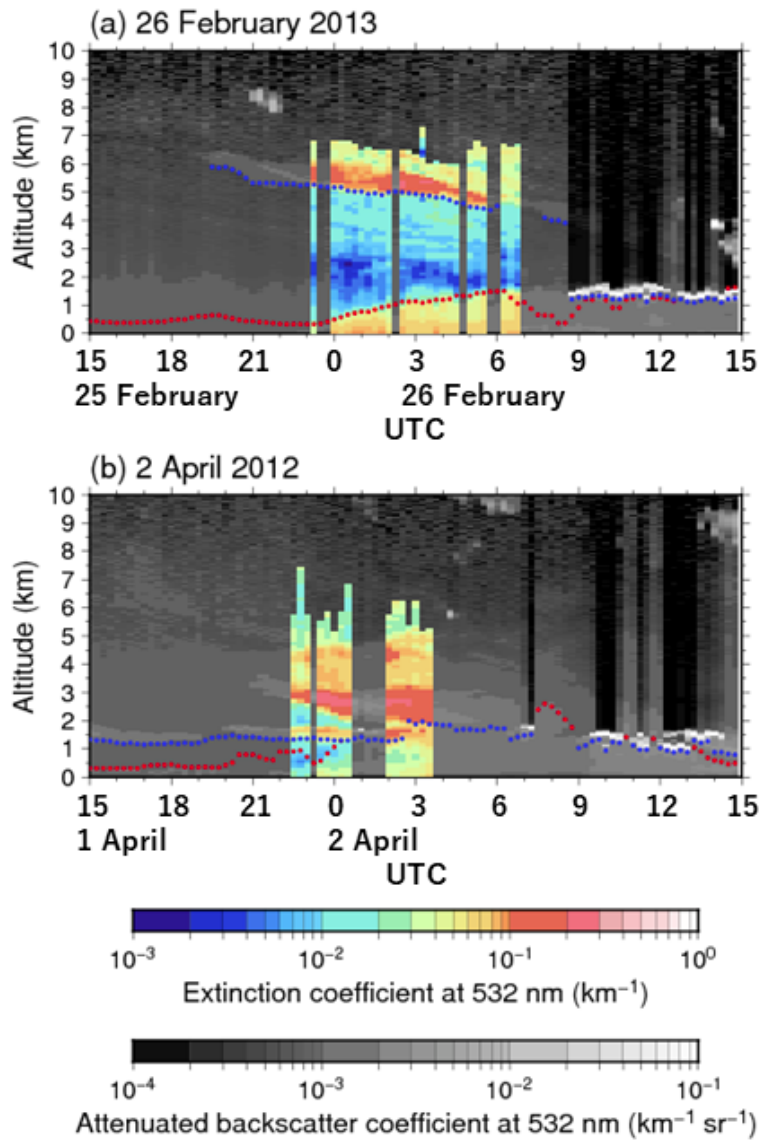 (a) 26 February 2013
10
9
8
7
6
5
4
3
2
1
0
Altitude (km)
15 18 21 0 3 6 9 12 15
25 February 26 February
UTC
(b) 2 April 2012
10
9
8
7
6
5
4
3
2
1
0
Altitude (km)
15 18 21 0 3 6 9 12 15
1 April 2 April
UTC
10⁻³ 10⁻² 10⁻¹ 10⁰
Extinction coefficient at 532 nm (km⁻¹)
10⁻⁴ 10⁻³ 10⁻² 10⁻¹
Attenuated backscatter coefficient at 532 nm (km⁻¹ sr⁻¹)